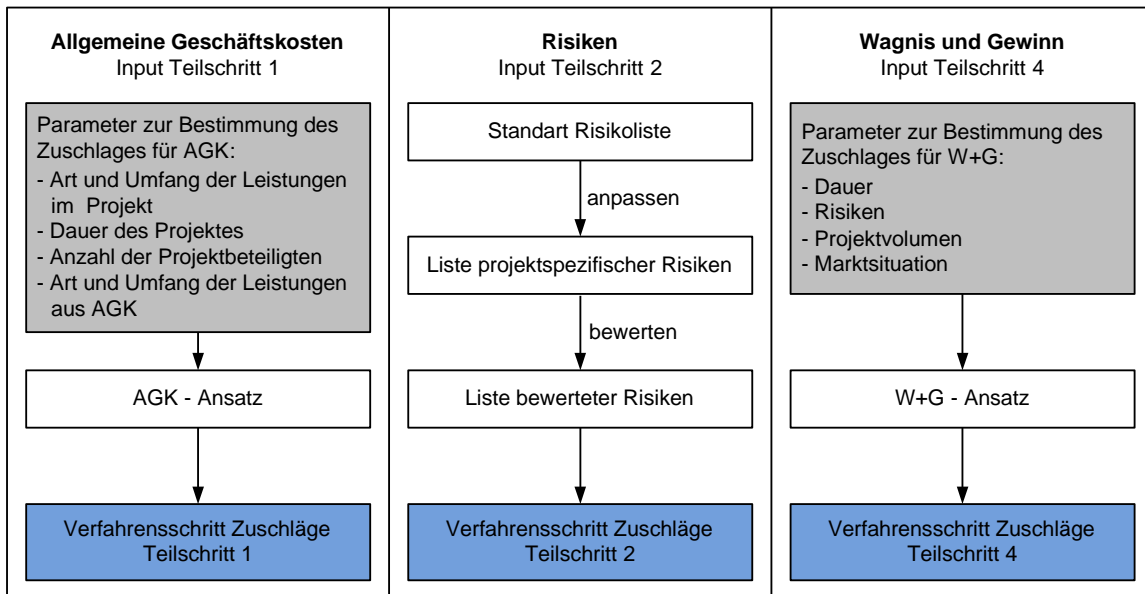 Allgemeine Geschäftskosten
Input Teilschritt 1
Parameter zur Bestimmung des
Zuschlages für AGK:
- Art und Umfang der Leistungen
im Projekt
- Dauer des Projektes
- Anzahl der Projektbeteiligten
- Art und Umfang der Leistungen
aus AGK
AGK - Ansatz
Verfahrensschritt Zuschläge
Teilschritt 1
Risiken
Input Teilschritt 2
Standart Risikoliste
anpassen
Liste projektspezifischer Risiken
bewerten
Liste bewerteter Risiken
Verfahrensschritt Zuschläge
Teilschritt 2
Wagnis und Gewinn
Input Teilschritt 4
Parameter zur Bestimmung des
Zuschlages für W+G:
- Dauer
- Risiken
- Projektvolumen
- Marktsituation
W+G - Ansatz
Verfahrensschritt Zuschläge
Teilschritt 4